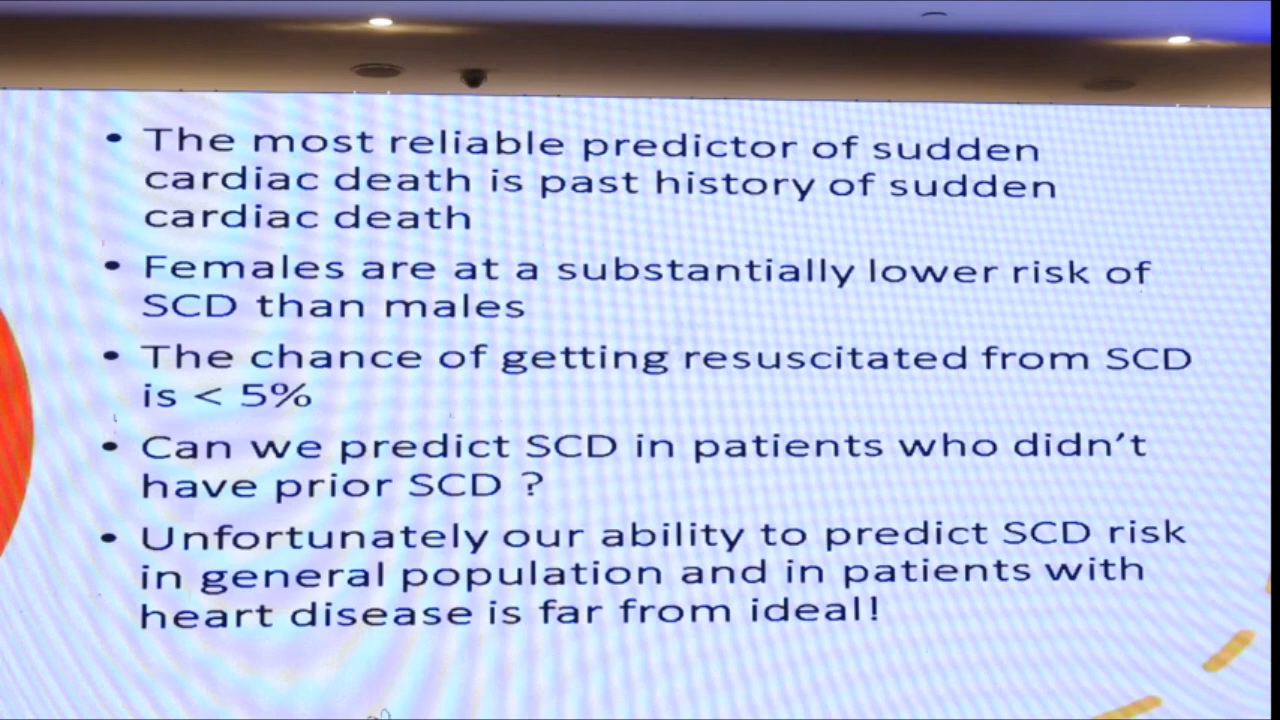 • The most reliable predictor of sudden
cardiac death is past history of sudden
cardiac death
• Females are at a substantially lower risk of
SCD than males
• The chance of getting resuscitated from SCD
is < 5%
• Can we predict SCD in patients who didn’t
have prior SCD ?
• Unfortunately our ability to predict SCD risk
in general population and in patients with
heart disease is far from ideal!